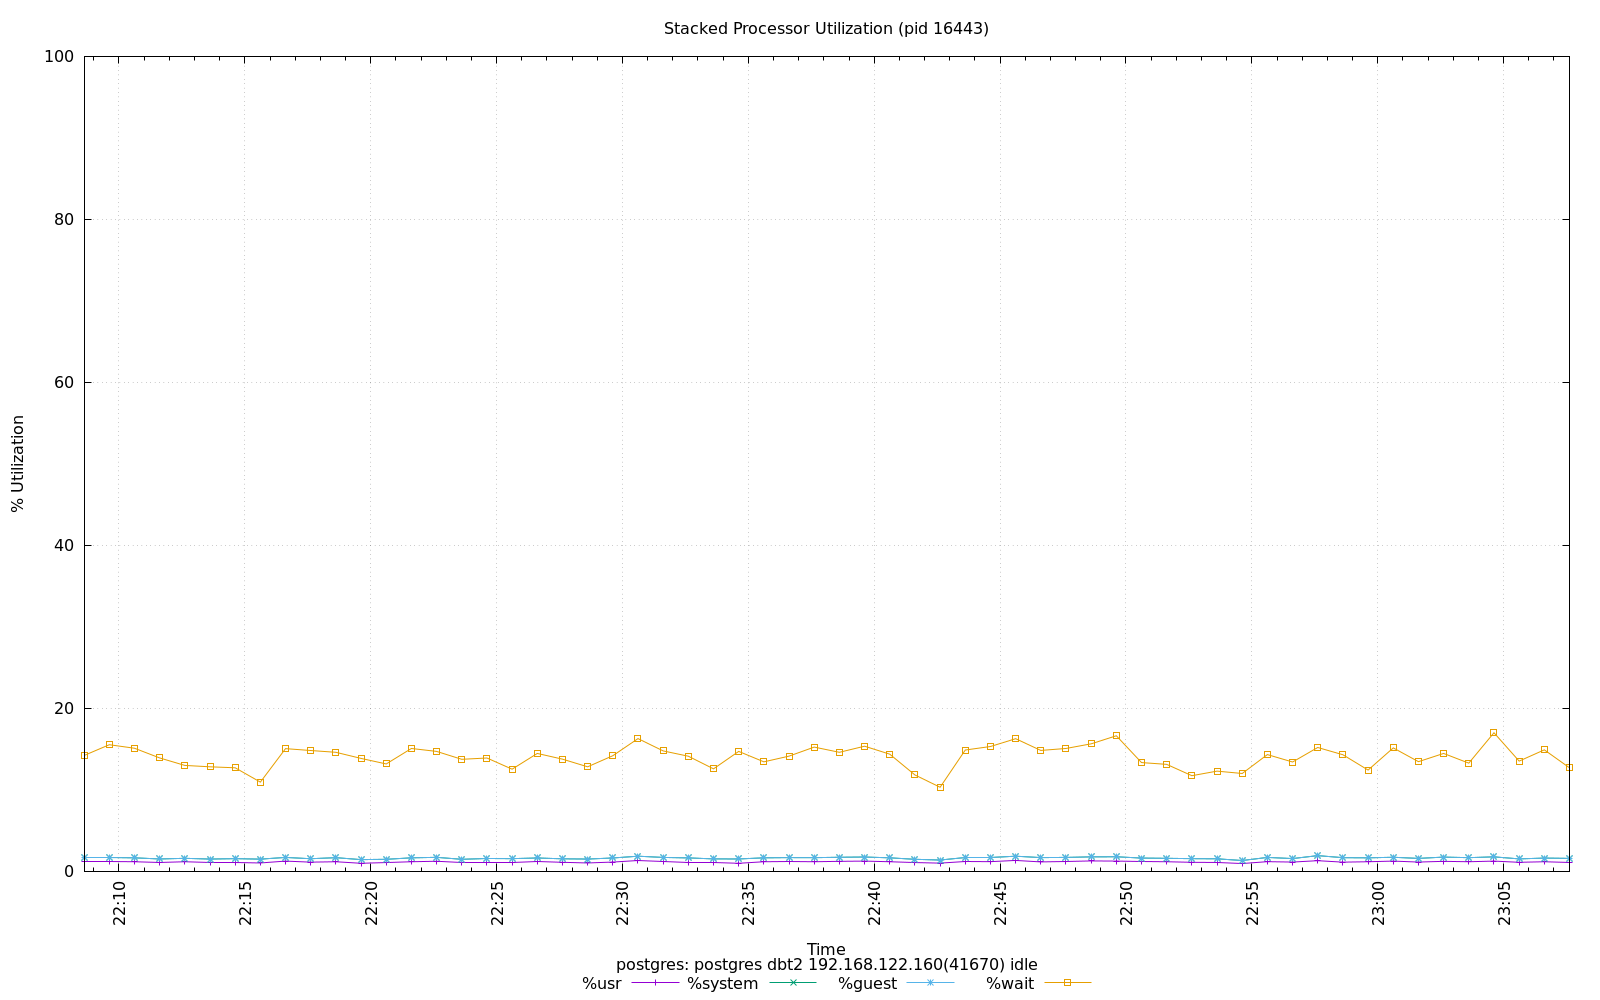 Stacked Processor Utilization (pid 16443)
100
80
60
40
20
0
% Utilization
22:10 22:15 22:20 22:25 22:30 22:35 22:40 22:45 22:50 22:55 23:00 23:05
Time
postgres: postgres dbt2 192.168.122.160(41670) idle
%usr %system %guest %wait